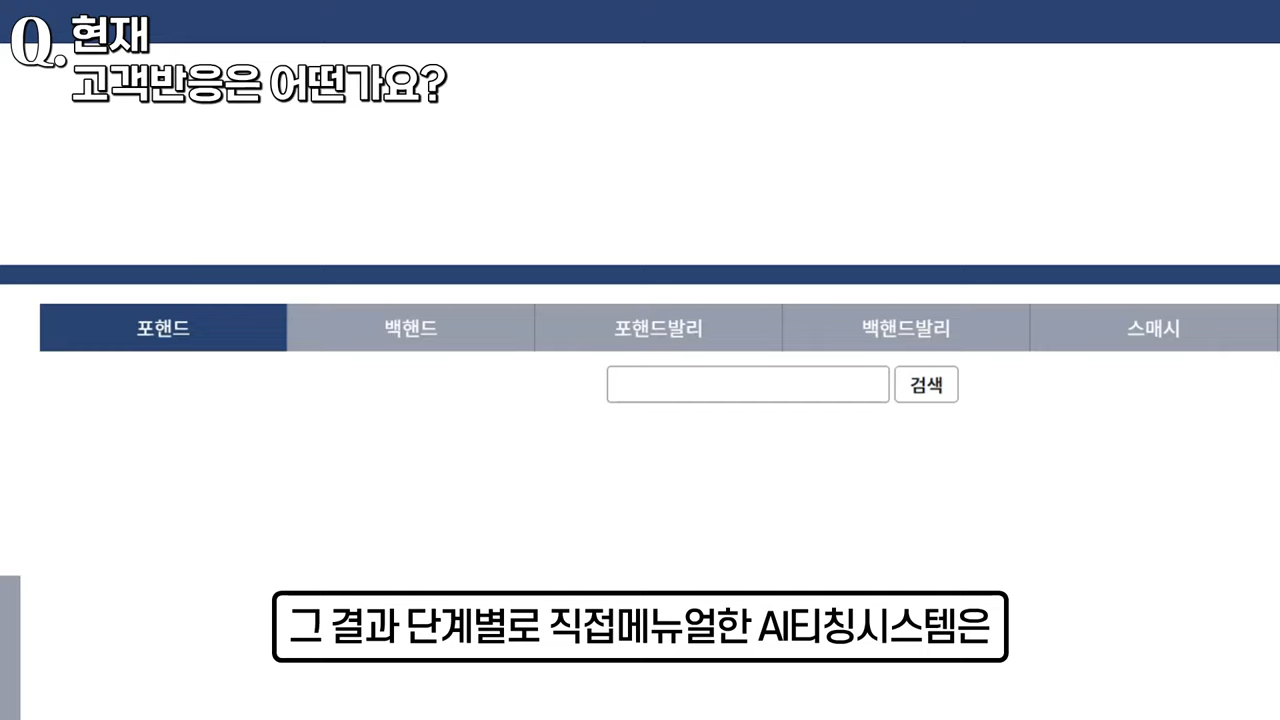 Q. 현재
고객반응은 어떤가요?
포핸드 백핸드 포핸드발리 백핸드발리 스매시
검색
그 결과 단계별로 직접메뉴얼한 AI티칭시스템은